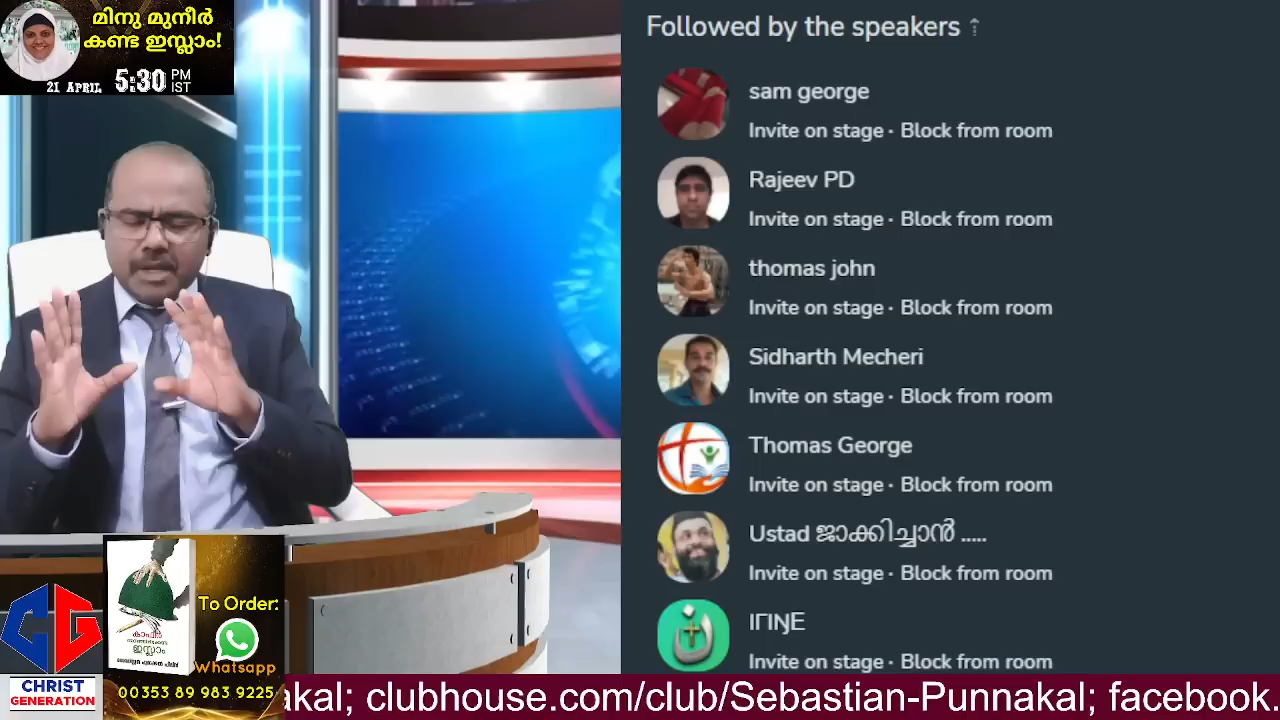 മിനു മുനീർ
കണ്ട ഇസ്ലാം!
21 APRIL 5:30 PM IST
Followed by the speakers ↑
sam george
Invite on stage · Block from room
Rajeev PD
Invite on stage · Block from room
thomas john
Invite on stage · Block from room
Sidharth Mecheri
Invite on stage · Block from room
Thomas George
Invite on stage · Block from room
Ustad ജാക്കിച്ചാൻ .....
Invite on stage · Block from room
Invite on stage · Block from room
CG
CHRIST
GENERATION
കാഫിർ
ഇസ്ലാം
To Order:
Whatsapp
00353 89 983 9225
akal; clubhouse.com/club/Sebastian-Punnakal; facebook.